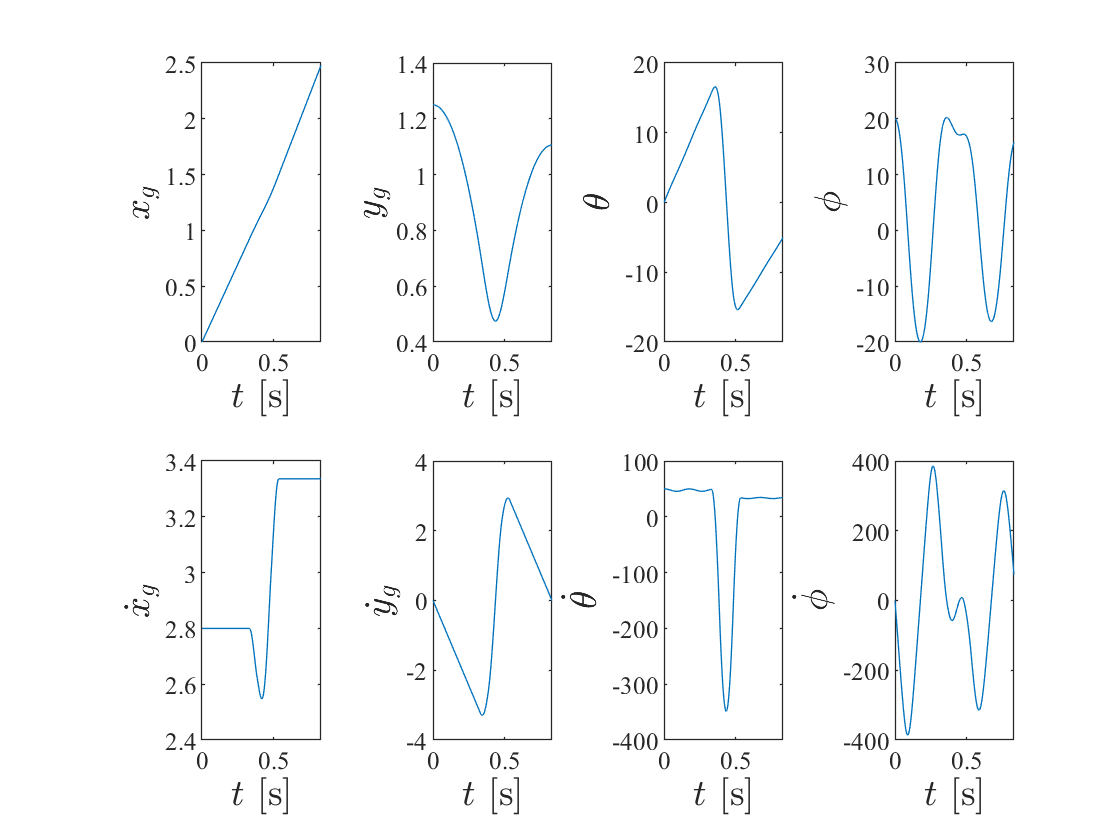 2.5 2 1.5 1 0.5 0
x_g
0 0.5
t [s]
1.4 1.2 1 0.8 0.6 0.4
y_g
0 0.5
t [s]
20 10 0 -10 -20
θ
0 0.5
t [s]
30 20 10 0 -10 -20
ϕ
0 0.5
t [s]
3.4 3.2 3 2.8 2.6 2.4
ẋ_g
0 0.5
t [s]
4 2 0 -2 -4
ẏ_g
0 0.5
t [s]
100 0 -100 -200 -300 -400
θ̇
0 0.5
t [s]
400 200 0 -200 -400
ϕ̇
0 0.5
t [s]